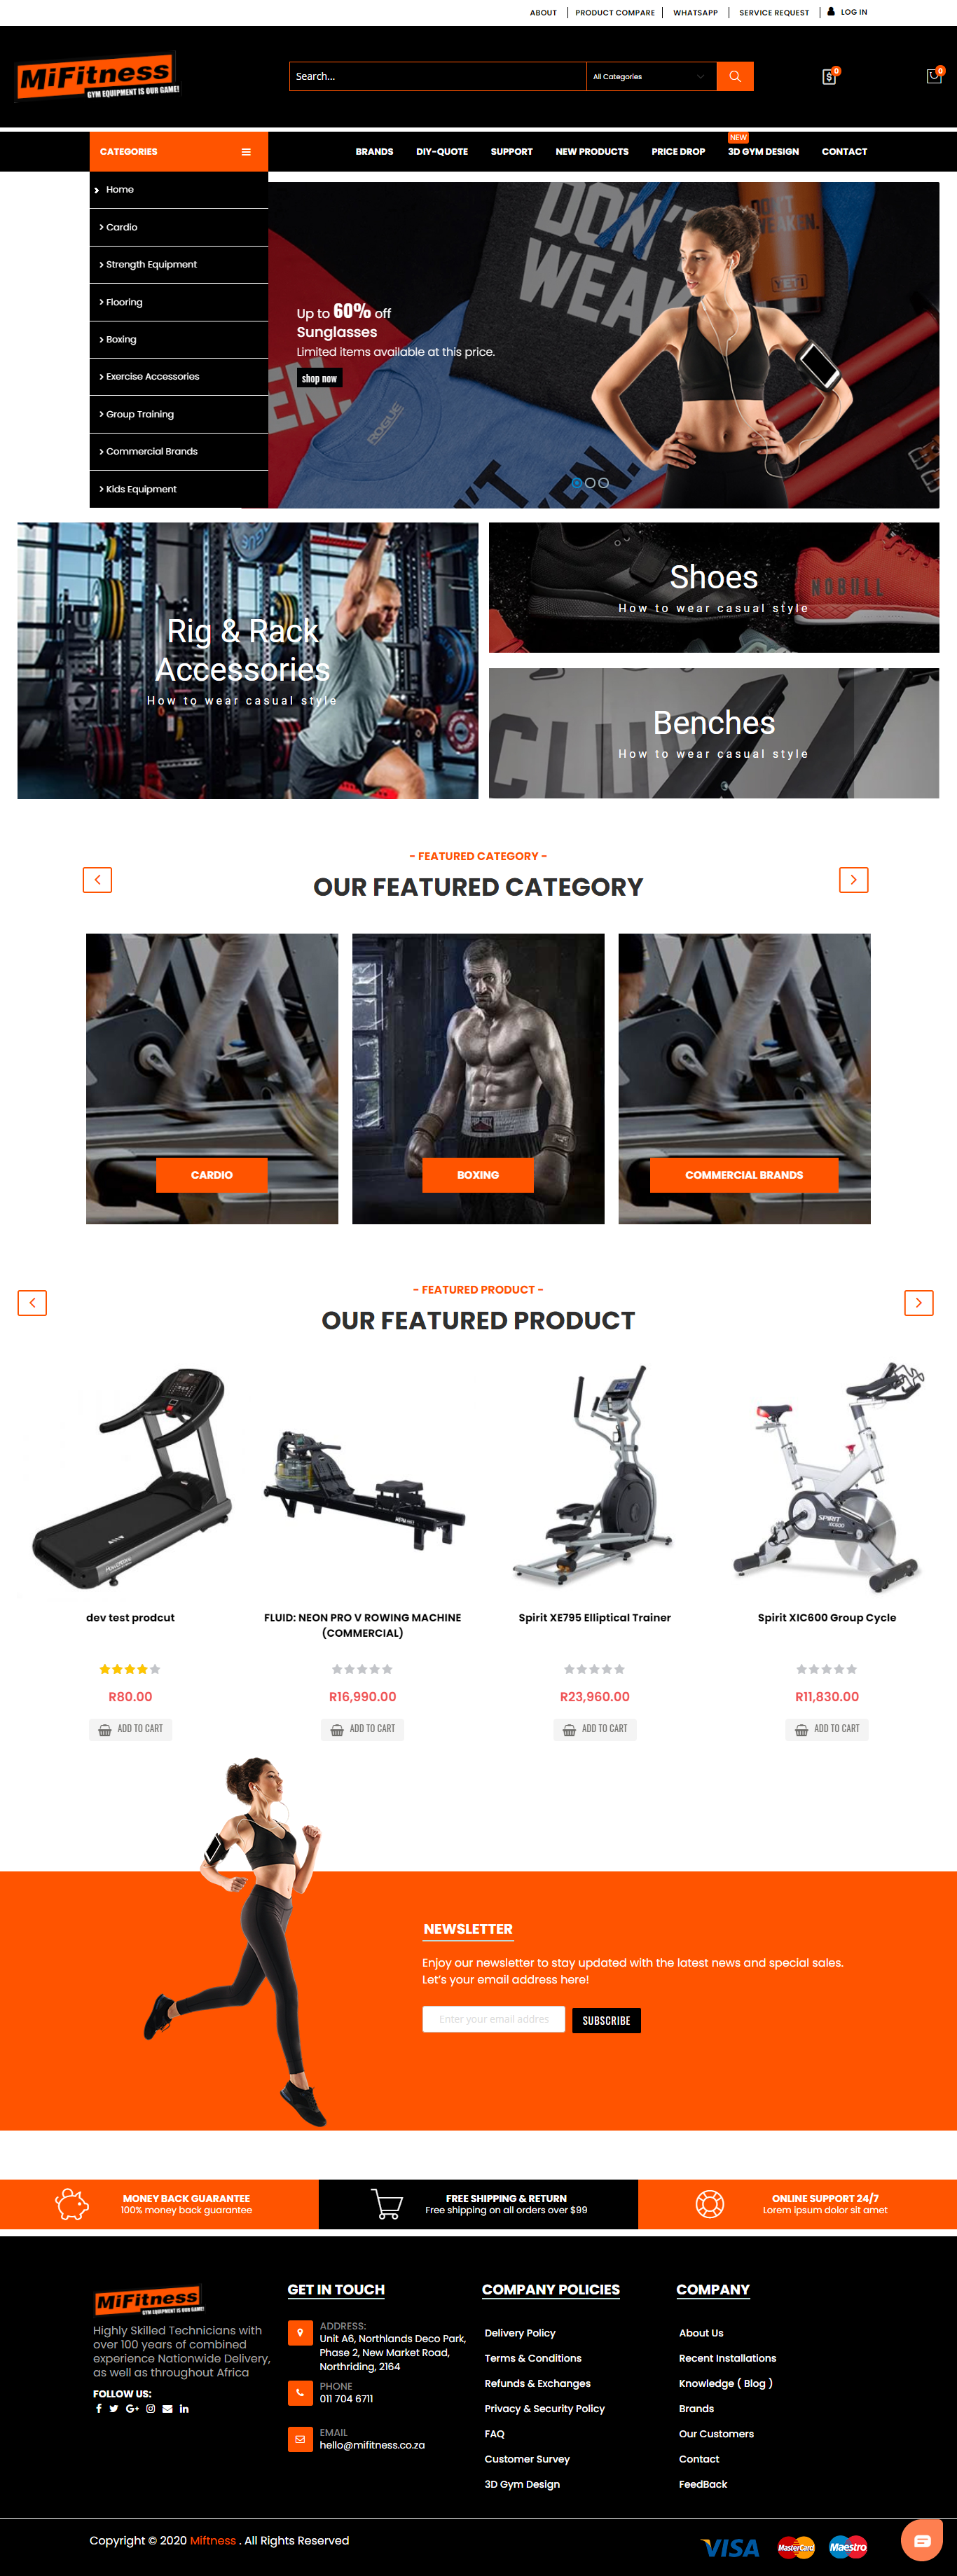 ABOUT
PRODUCT COMPARE
WHATSAPP
SERVICE REQUEST
LOG IN
MiFitness
GYM EQUIPMENT IS OUR GAME!
Search...
All Categories
0
0
CATEGORIES
BRANDS
DIY-QUOTE
SUPPORT
NEW PRODUCTS
PRICE DROP
NEW
3D GYM DESIGN
CONTACT
Home
Cardio
Strength Equipment
Flooring
Boxing
Exercise Accessories
Group Training
Commercial Brands
Kids Equipment
DON'T
WEAKEN.
YETI
ROGUE
Up to 60% off
Sunglasses
Limited items available at this price.
shop now
Rig & Rack
Accessories
How to wear casual style
NOBULL
Shoes
How to wear casual style
Benches
How to wear casual style
- FEATURED CATEGORY -
OUR FEATURED CATEGORY
CARDIO
BOXING
COMMERCIAL BRANDS
- FEATURED PRODUCT -
OUR FEATURED PRODUCT
SPIRIT
dev test prodcut
R80.00
ADD TO CART
FLUID: NEON PRO V ROWING MACHINE
(COMMERCIAL)
R16,990.00
ADD TO CART
Spirit XE795 Elliptical Trainer
R23,960.00
ADD TO CART
Spirit XIC600 Group Cycle
R11,830.00
ADD TO CART
NEWSLETTER
Enjoy our newsletter to stay updated with the latest news and special sales.
Let's your email address here!
Enter your email addres
SUBSCRIBE
MONEY BACK GUARANTEE
100% money back guarantee
FREE SHIPPING & RETURN
Free shipping on all orders over $99
ONLINE SUPPORT 24/7
Lorem ipsum dolor sit amet
MiFitness
GYM EQUIPMENT IS OUR GAME!
Highly Skilled Technicians with
over 100 years of combined
experience Nationwide Delivery,
as well as throughout Africa
FOLLOW US:
GET IN TOUCH
ADDRESS:
Unit A6, Northlands Deco Park,
Phase 2, New Market Road,
Northriding, 2164
PHONE
011 704 6711
EMAIL
hello@mifitness.co.za
COMPANY POLICIES
Delivery Policy
Terms & Conditions
Refunds & Exchanges
Privacy & Security Policy
FAQ
Customer Survey
3D Gym Design
COMPANY
About Us
Recent Installations
Knowledge ( Blog )
Brands
Our Customers
Contact
FeedBack
Copyright © 2020 Miftness . All Rights Reserved
VISA
MasterCard
Maestro